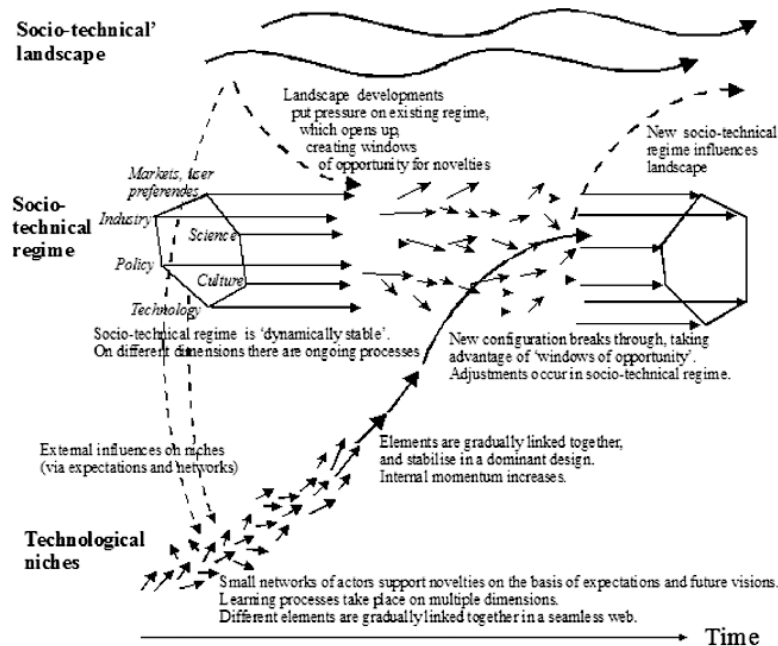 Socio-technical’
landscape
Landscape developments
put pressure on existing regime,
which opens up,
creating windows
of opportunity for novelties
New socio-technical
regime influences
landscape
Markets, user
preferendes
Socio-
technical
regime
Industry
Science
Policy
Culture
Technology
Socio-technical regime is ‘dynamically stable’.
On different dimensions there are ongoing processes
New configuration breaks through, taking
advantage of ‘windows of opportunity’.
Adjustments occur in socio-technical regime.
External influences on niches
(via expectations and networks)
Elements are gradually linked together,
and stabilise in a dominant design.
Internal momentum increases.
Technological
niches
Small networks of actors support novelties on the basis of expectations and future visions.
Learning processes take place on multiple dimensions.
Different elements are gradually linked together in a seamless web.
Time